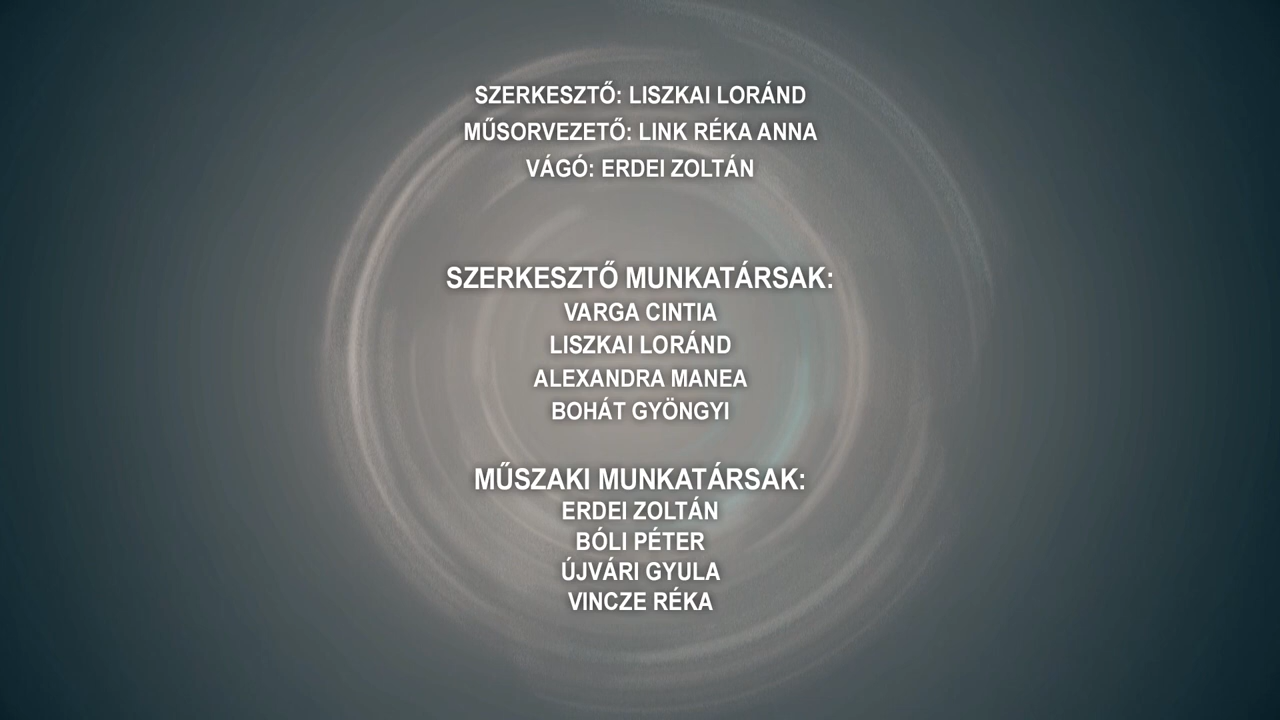 SZERKESZTŐ: LISZKAI LORÁND
MŰSORVEZETŐ: LINK RÉKA ANNA
VÁGÓ: ERDEI ZOLTÁN
SZERKESZTŐ MUNKATÁRSAK:
VARGA CINTIA
LISZKAI LORÁND
ALEXANDRA MANEA
BOHÁT GYÖNGYI
MŰSZAKI MUNKATÁRSAK:
ERDEI ZOLTÁN
BÓLI PÉTER
ÚJVÁRI GYULA
VINCZE RÉKA